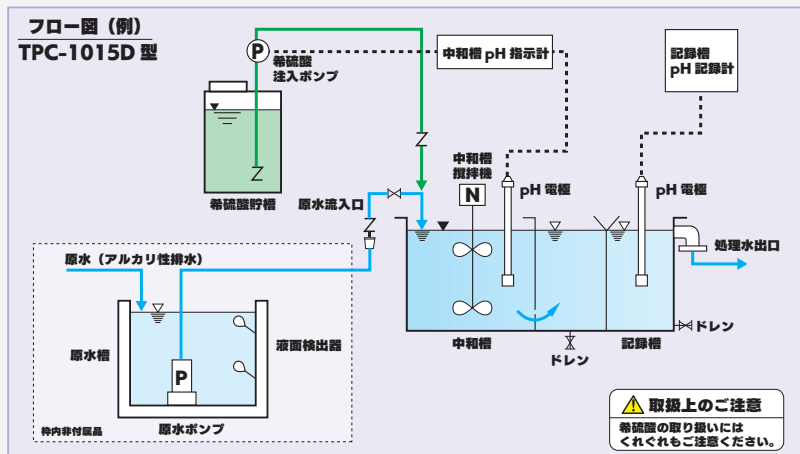 フロー図（例）
TPC-1015D 型
P
希硫酸
注入ポンプ
中和槽 pH 指示計
記録槽
pH 記録計
希硫酸貯槽
原水流入口
中和槽
攪拌機
N
pH 電極
pH 電極
処理水出口
ドレン
中和槽
ドレン
記録槽
原水（アルカリ性排水）
原水槽
P
液面検出器
原水ポンプ
枠内非付属品
取扱上のご注意
希硫酸の取り扱いには
くれぐれもご注意ください。